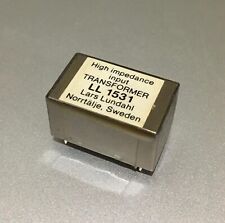 High impedance
input
TRANSFORMER
LL 1531
Lars Lundahl
Norrtälje, Sweden